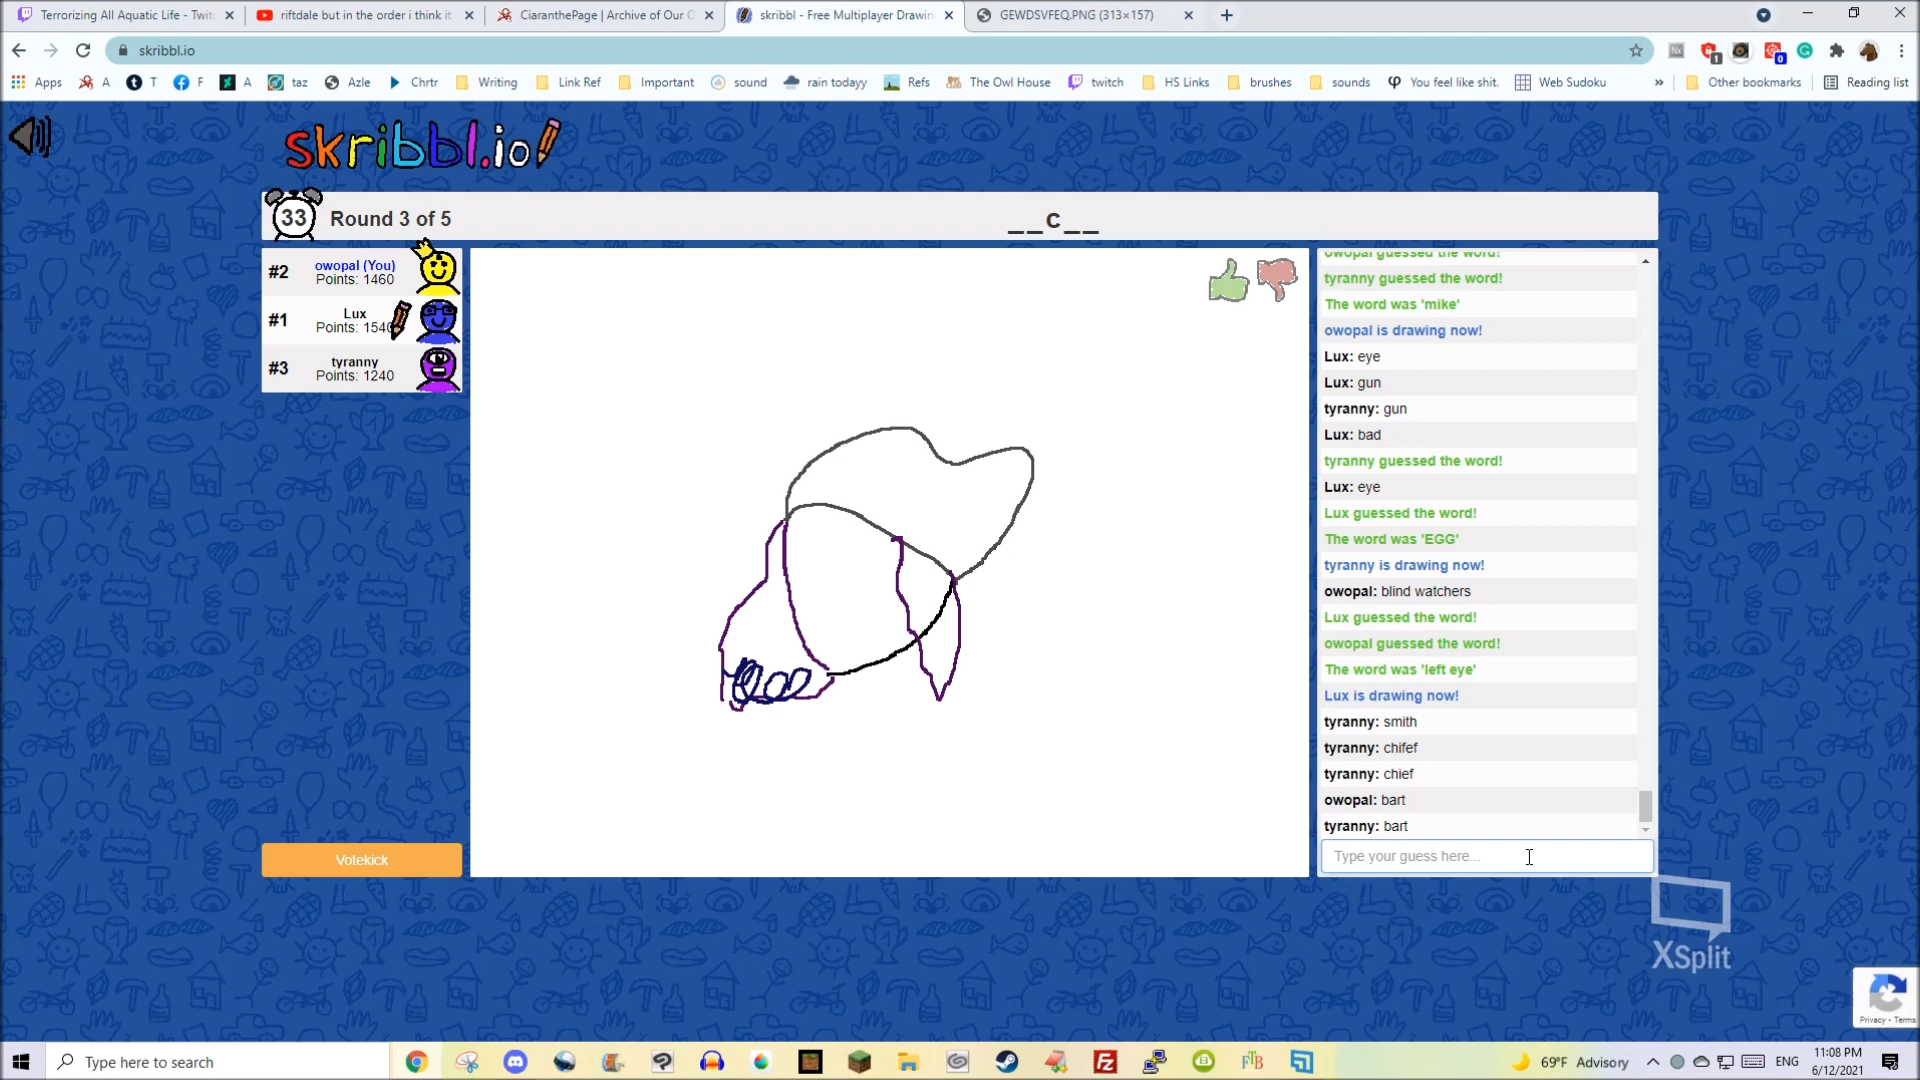 Terrorizing All Aquatic Life - Twit
riftdale but in the order i think it
CiaranthePage | Archive of Our O
skribbl - Free Multiplayer Drawin
GEWDSVFEQ.PNG (313×157)
skribbl.io
Apps A T F A taz Azle Chrtr Writing Link Ref Important sound rain todayy Refs The Owl House twitch HS Links brushes sounds You feel like shit. Web Sudoku » Other bookmarks Reading list
skribbl.io
33 Round 3 of 5 __c__
#2 owopal (You)
Points: 1460
#1 Lux
Points: 1540
#3 tyranny
Points: 1240
Votekick
owopal guessed the word!
tyranny guessed the word!
The word was 'mike'
owopal is drawing now!
Lux: eye
Lux: gun
tyranny: gun
Lux: bad
tyranny guessed the word!
Lux: eye
Lux guessed the word!
The word was 'EGG'
tyranny is drawing now!
owopal: blind watchers
Lux guessed the word!
owopal guessed the word!
The word was 'left eye'
Lux is drawing now!
tyranny: smith
tyranny: chifef
tyranny: chief
owopal: bart
tyranny: bart
Type your guess here...
XSplit
Privacy - Terms
Type here to search
69°F Advisory
ENG
11:08 PM
6/12/2021